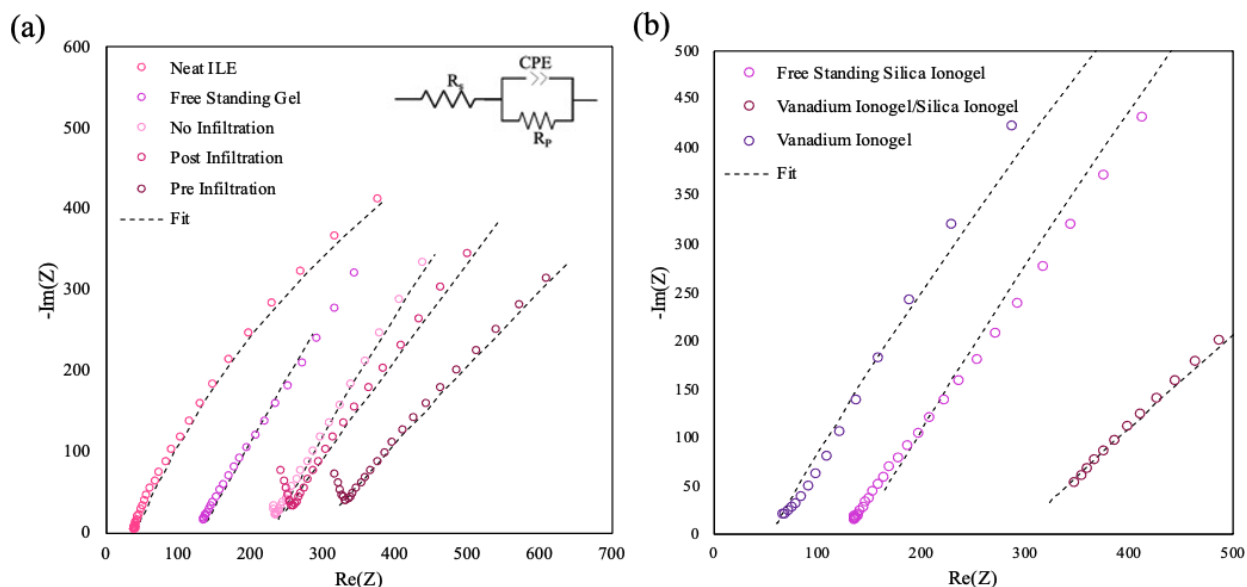 (a)
600
500
400
300
200
100
0
-Im(Z)
Neat ILE
Free Standing Gel
No Infiltration
Post Infiltration
Pre Infiltration
Fit
CPE
Rs
RP
0 100 200 300 400 500 600 700
Re(Z)
(b)
500
450
400
350
300
250
200
150
100
50
0
-Im(Z)
Free Standing Silica Ionogel
Vanadium Ionogel/Silica Ionogel
Vanadium Ionogel
Fit
0 100 200 300 400 500
Re(Z)